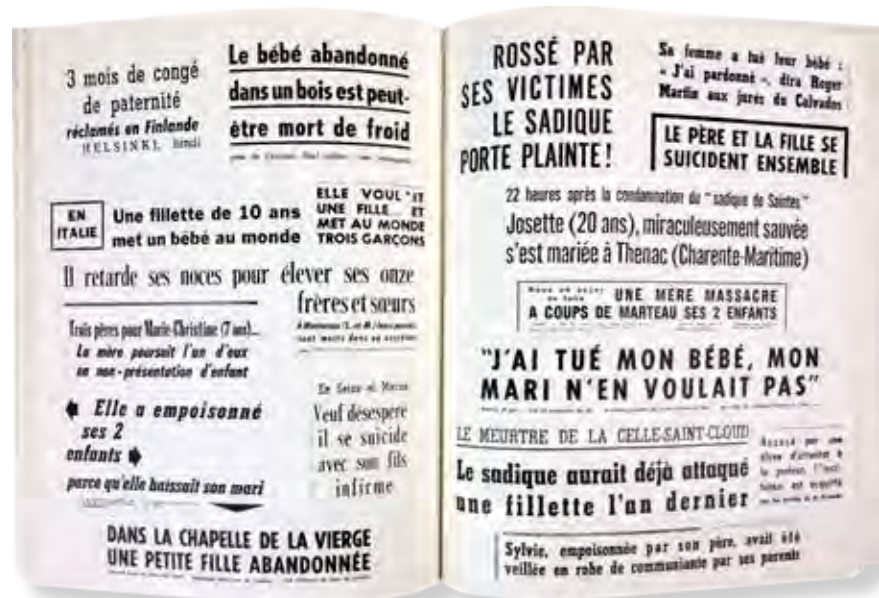 3 mois de congé
de paternité
réclamés en Finlande
HELSINKI, lundi
Le bébé abandonné
dans un bois est peut-
être mort de froid
EN
ITALIE
Une fillette de 10 ans
met un bébé au monde
ELLE VOUL IT
UNE FILLE... ET
MET AU MONDE
TROIS GARÇONS
Il retarde ses noces pour élever ses onze
frères et sœurs
Trois pères pour Marie-Christine (7 ans)...
La mère poursuit l'un d'eux
en non-présentation d'enfant
Elle a empoisonné
ses 2
enfants
parce qu'elle haïssait son mari
En Seine-et-Marne
Veuf désespéré
il se suicide
avec son fils
infirme
DANS LA CHAPELLE DE LA VIERGE
UNE PETITE FILLE ABANDONNÉE
ROSSÉ PAR
SES VICTIMES
LE SADIQUE
PORTE PLAINTE !
Sa femme a tué leur bébé :
« J'ai pardonné », dira Roger
Martin aux jurés du Calvados
LE PÈRE ET LA FILLE SE
SUICIDENT ENSEMBLE
22 heures après la condamnation du "sadique de Saintes"
Josette (20 ans), miraculeusement sauvée
s'est mariée à Thenac (Charente-Maritime)
UNE MÈRE MASSACRE
A COUPS DE MARTEAU SES 2 ENFANTS
"J'AI TUÉ MON BÉBÉ, MON
MARI N'EN VOULAIT PAS"
LE MEURTRE DE LA CELLE-SAINT-CLOUD
Le sadique aurait déjà attaqué
une fillette l'an dernier
Accusé par une
Sylvie, empoisonnée par son père, avait été
veillée en robe de communiante par ses parents